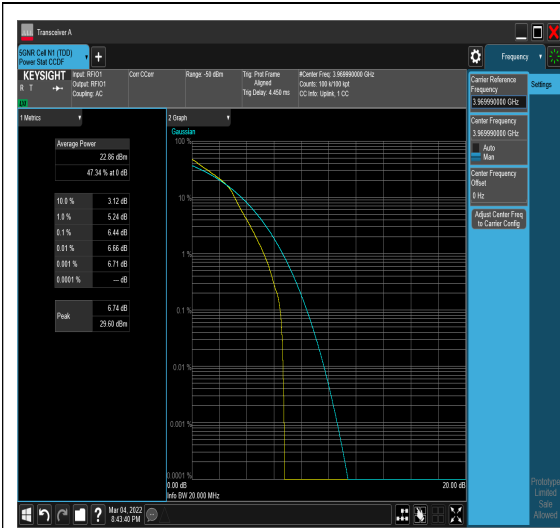 Transceiver A
5GNR Cell N1 (TDD)
Power Stat CCDF
Frequency
KEYSIGHT
R T
Input: RFIO1
Output: RFIO1
Coupling: AC
Corr CCorr
Range: -50 dBm
Trig: Prot Frame
Aligned
Trig Delay: 4.450 ms
#Center Freq: 3.969990000 GHz
Counts: 100 k/100 kpt
CC Info: Uplink, 1 CC
Carrier Reference
Frequency
3.969990000 GHz
Settings
Center Frequency
3.969990000 GHz
Auto
Man
Center Frequency
Offset
0 Hz
Adjust Center Freq
to Carrier Config
1 Metrics
Average Power
22.86 dBm
47.34 % at 0 dB
10.0 % 3.12 dB
1.0 % 5.24 dB
0.1 % 6.44 dB
0.01 % 6.66 dB
0.001 % 6.71 dB
0.0001 % --- dB
Peak
6.74 dB
29.60 dBm
2 Graph
Gaussian
100 %
10 %
1 %
0.1 %
0.01 %
0.001 %
0.0001 %
0.00 dB
20.00 dB
Info BW 20.000 MHz
Prototype
Limited
Sale
Allowed
?
Mar 04, 2022
8:43:40 PM